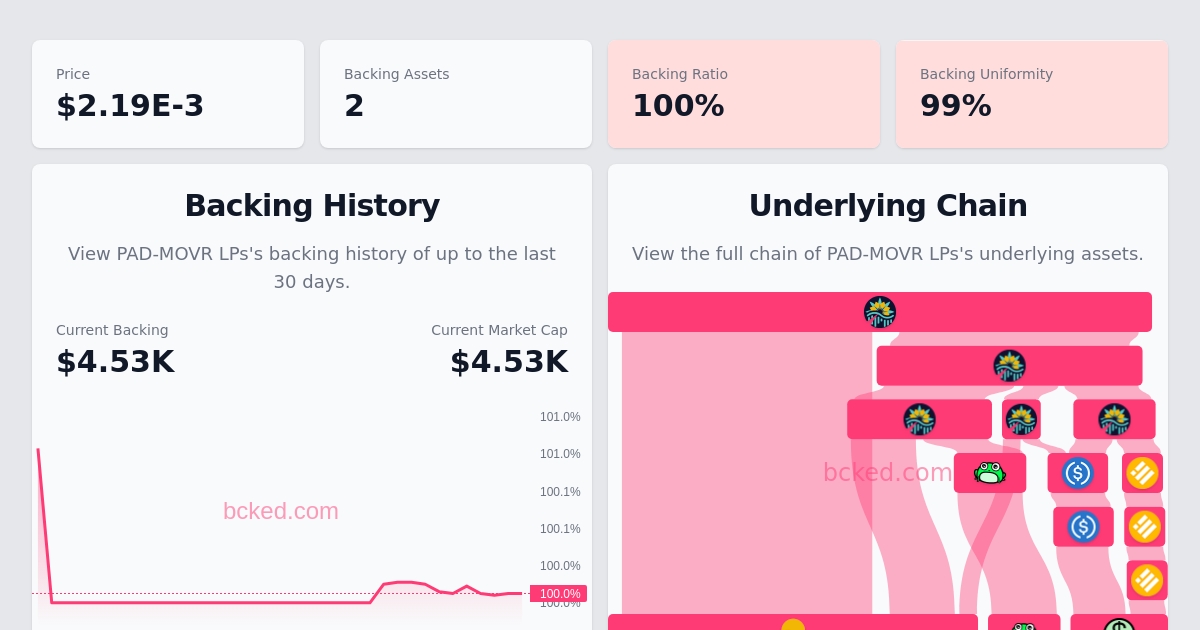 Price
$2.19E-3
Backing Assets
2
Backing Ratio
100%
Backing Uniformity
99%
Backing History
View PAD-MOVR LPs's backing history of up to the last
30 days.
Current Backing
$4.53K
Current Market Cap
$4.53K
101.0%
101.0%
100.1%
100.1%
100.0%
100.0%
100.0%
bcked.com
Underlying Chain
View the full chain of PAD-MOVR LPs's underlying assets.
bcked.com